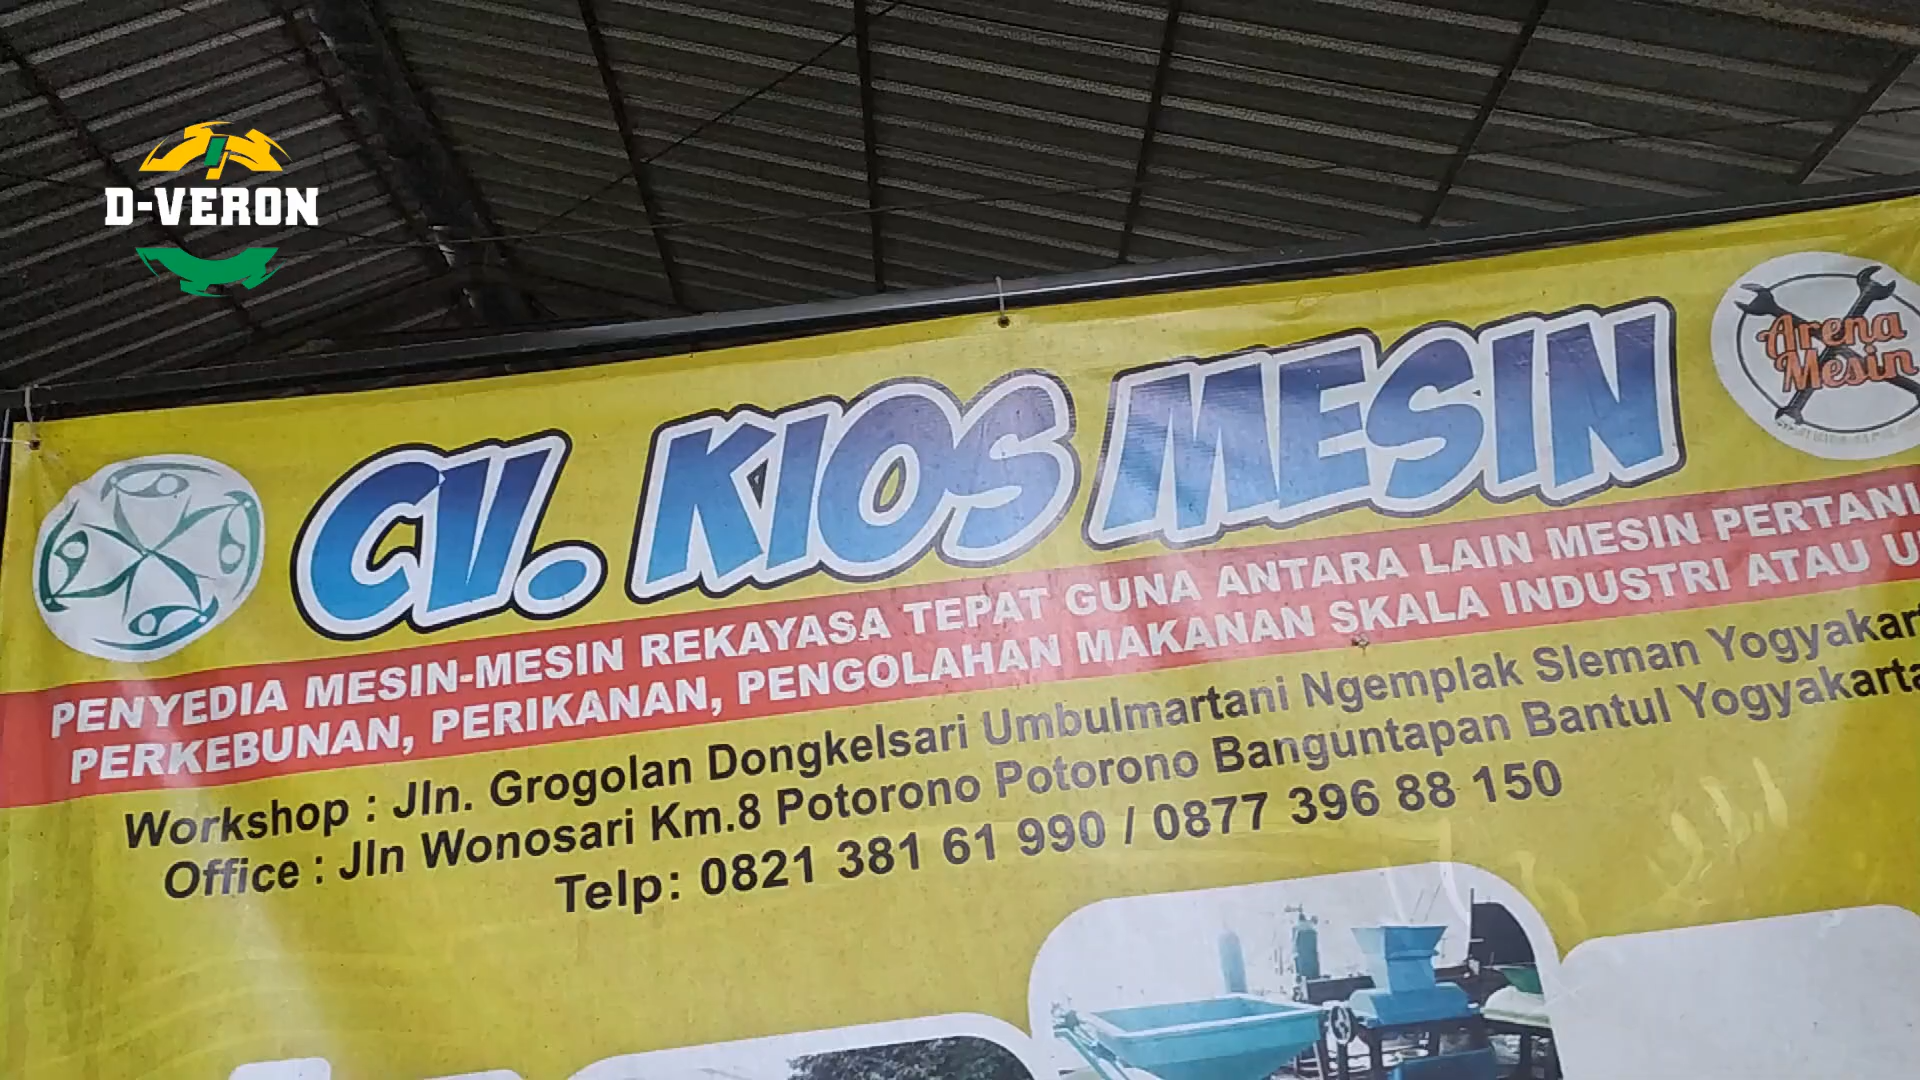 D-VERON
CV. KIOS MESIN
Arena
Mesin
PENYEDIA MESIN-MESIN REKAYASA TEPAT GUNA ANTARA LAIN MESIN PERTANI
PERKEBUNAN, PERIKANAN, PENGOLAHAN MAKANAN SKALA INDUSTRI ATAU U
Workshop : Jln. Grogolan Dongkelsari Umbulmartani Ngemplak Sleman Yogyakart
Office : Jln Wonosari Km.8 Potorono Potorono Banguntapan Bantul Yogyakarta
Telp: 0821 381 61 990 / 0877 396 88 150